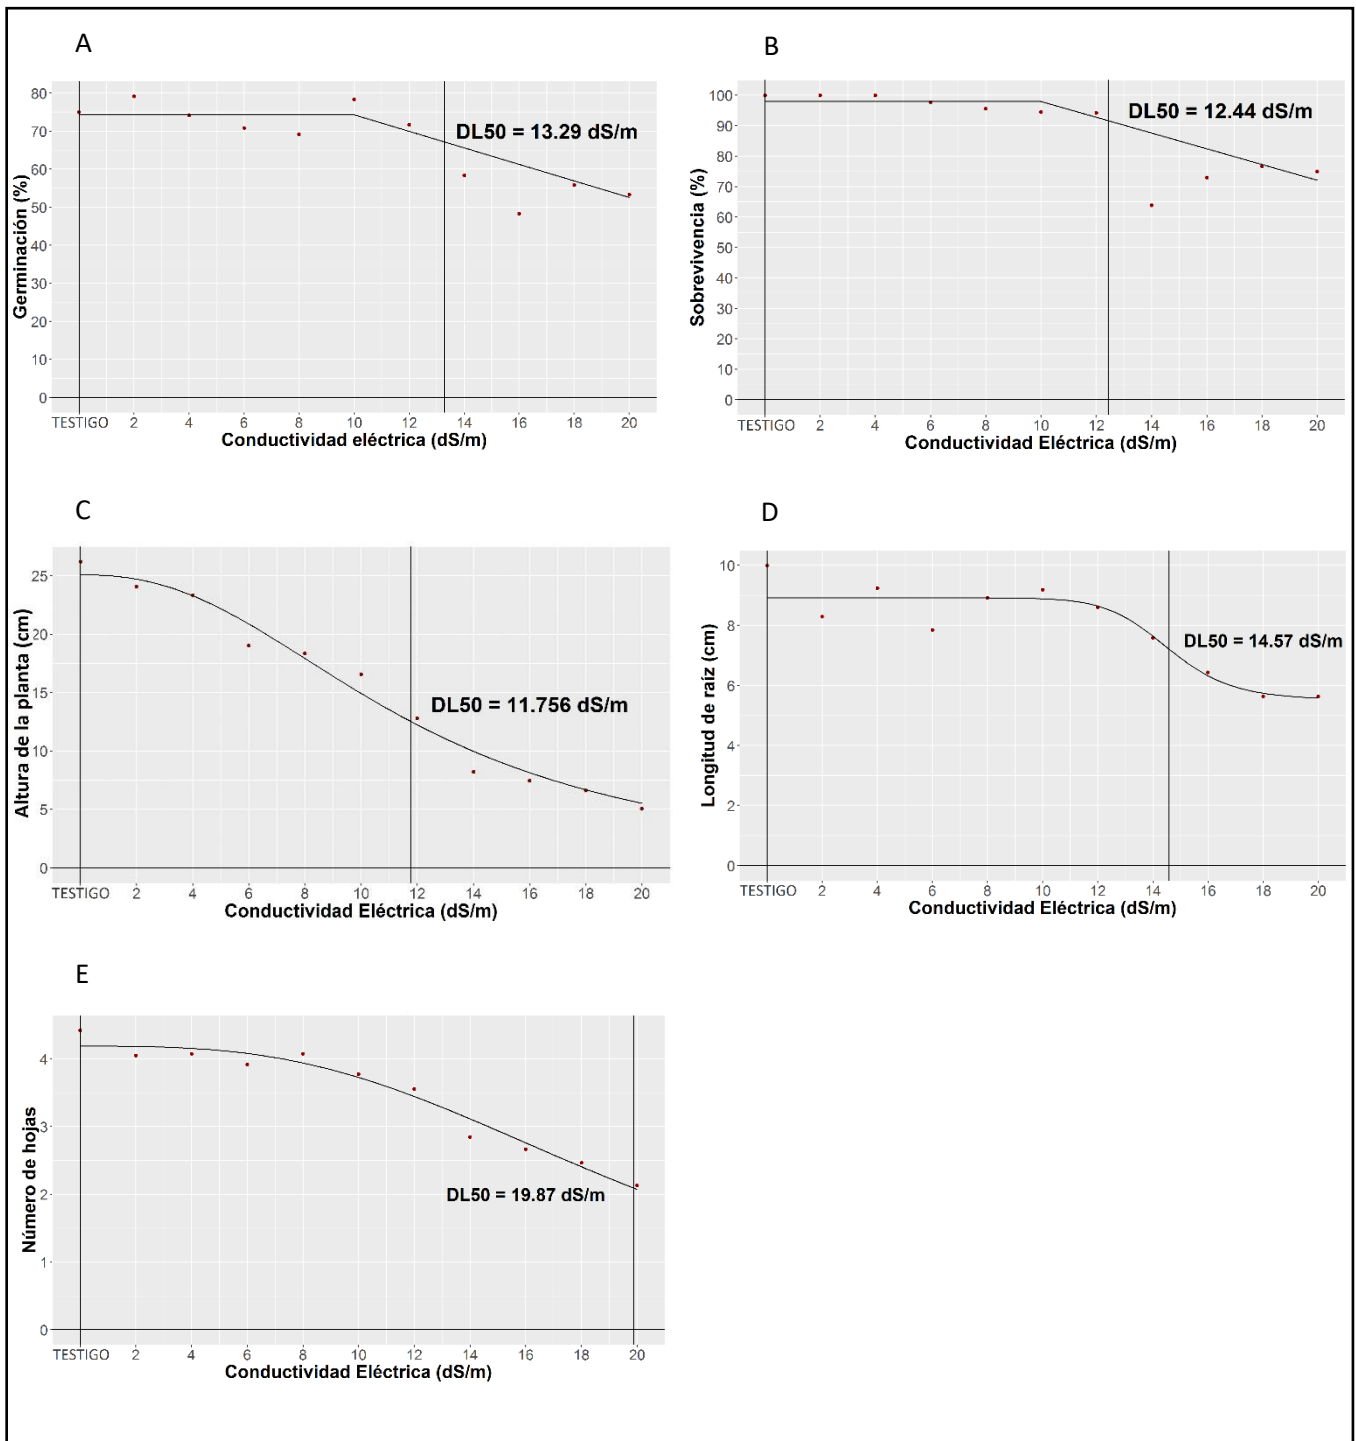 A
80
70
60
50
40
30
20
10
0
Germinación (%)
DL50 = 13.29 dS/m
TESTIGO 2 4 6 8 10 12 14 16 18 20
Conductividad eléctrica (dS/m)
B
100
90
80
70
60
50
40
30
20
10
0
Sobrevivencia (%)
DL50 = 12.44 dS/m
TESTIGO 2 4 6 8 10 12 14 16 18 20
Conductividad Eléctrica (dS/m)
C
25
20
15
10
5
0
Altura de la planta (cm)
DL50 = 11.756 dS/m
TESTIGO 2 4 6 8 10 12 14 16 18 20
Conductividad Eléctrica (dS/m)
D
10
8
6
4
2
0
Longitud de raíz (cm)
DL50 = 14.57 dS/m
TESTIGO 2 4 6 8 10 12 14 16 18 20
Conductividad Eléctrica (dS/m)
E
4
3
2
1
0
Número de hojas
DL50 = 19.87 dS/m
TESTIGO 2 4 6 8 10 12 14 16 18 20
Conductividad Eléctrica (dS/m)